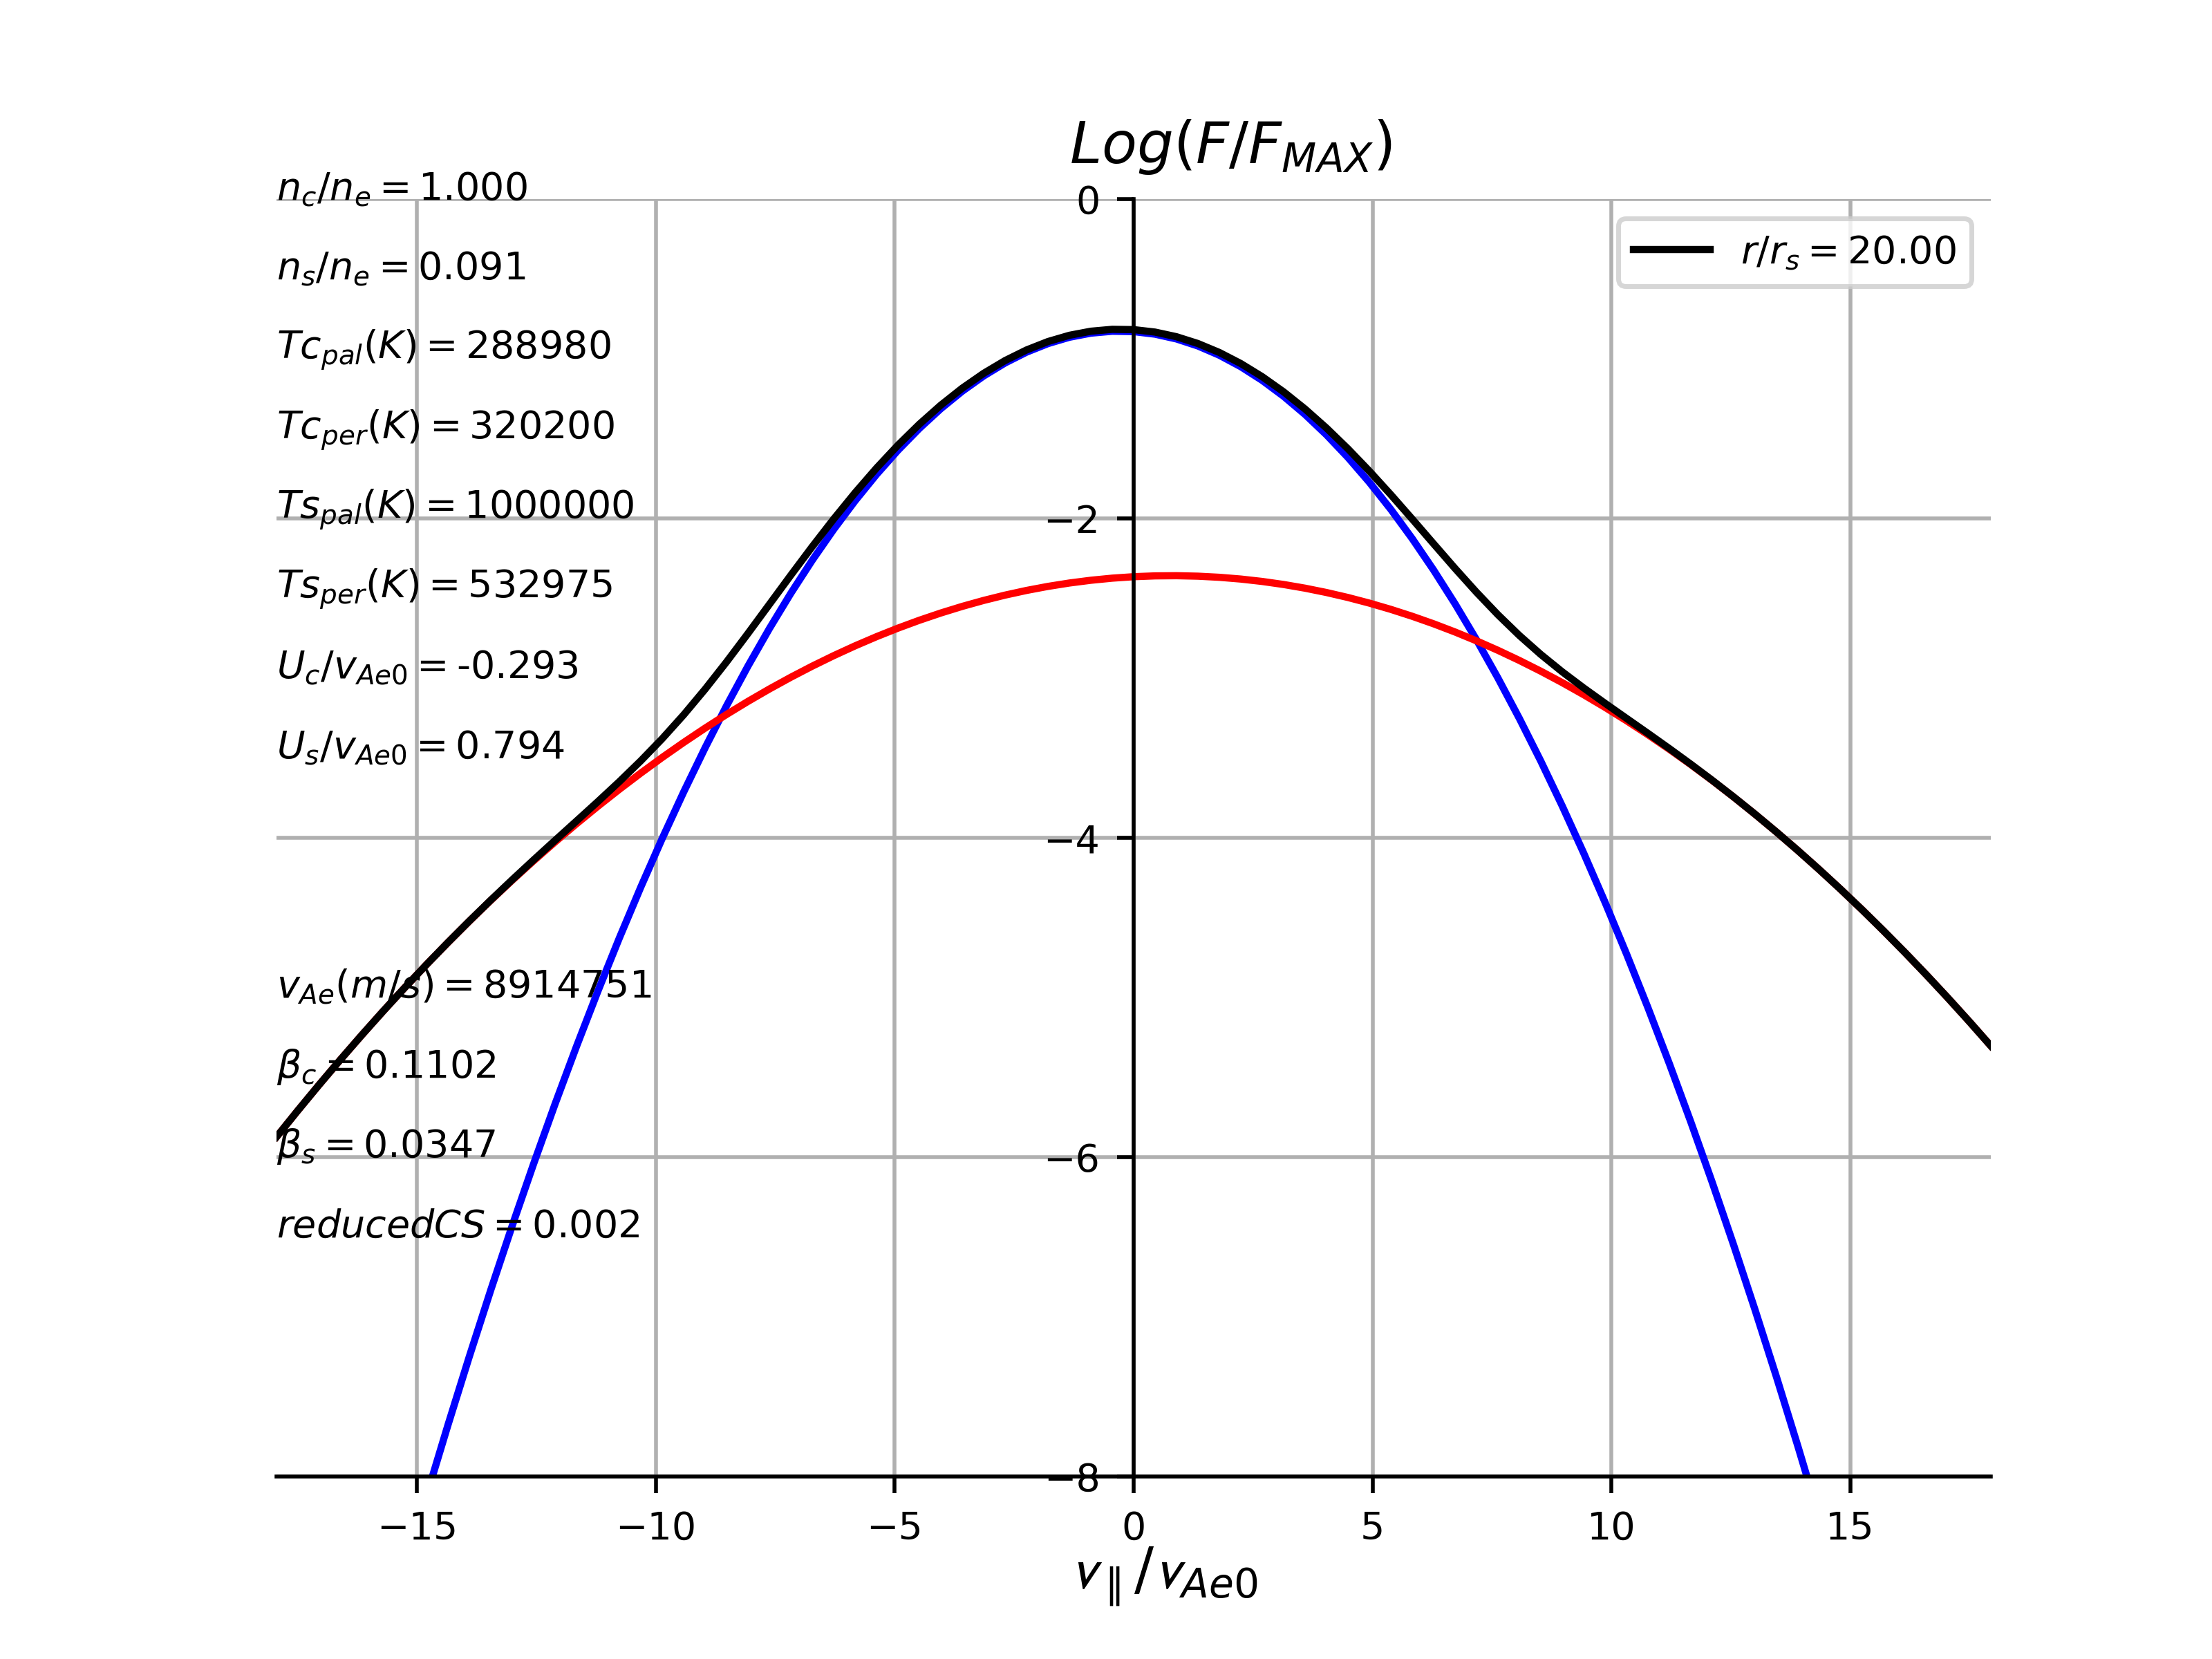 Log(F/F_MAX)
n_c/n_e = 1.000
n_s/n_e = 0.091
Tc_pal(K) = 288980
Tc_per(K) = 320200
Ts_pal(K) = 1000000
Ts_per(K) = 532975
U_c/v_Ae0 = -0.293
U_s/v_Ae0 = 0.794
v_Ae(m/s) = 8914751
β_c = 0.1102
β_s = 0.0347
reducedCS = 0.002
r/r_s = 20.00
0
−2
−4
−6
−8
−15 −10 −5 0 5 10 15
v_∥/v_Ae0